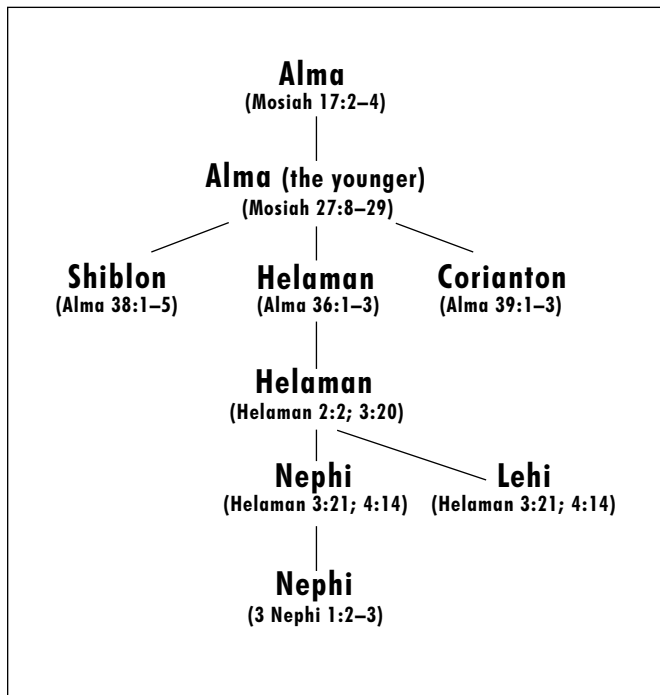 Alma
(Mosiah 17:2–4)
Alma (the younger)
(Mosiah 27:8–29)
Shiblon
(Alma 38:1–5)
Helaman
(Alma 36:1–3)
Corianton
(Alma 39:1–3)
Helaman
(Helaman 2:2; 3:20)
Nephi
(Helaman 3:21; 4:14)
Lehi
(Helaman 3:21; 4:14)
Nephi
(3 Nephi 1:2–3)